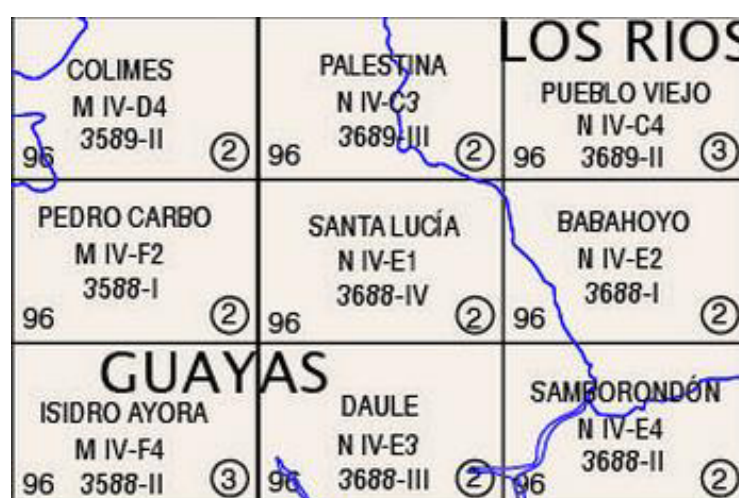 COLIMES
M IV-D4
3589-II
96
2
PALESTINA
N IV-C3
3689-III
96
2
LOS RIOS
PUEBLO VIEJO
N IV-C4
3689-II
96
3
PEDRO CARBO
M IV-F2
3588-I
96
2
SANTA LUCÍA
N IV-E1
3688-IV
96
2
BABAHOYO
N IV-E2
3688-I
96
2
GUAYAS
ISIDRO AYORA
M IV-F4
3588-II
96
3
DAULE
N IV-E3
3688-III
96
2
SAMBORONDÓN
N IV-E4
3688-II
96
2